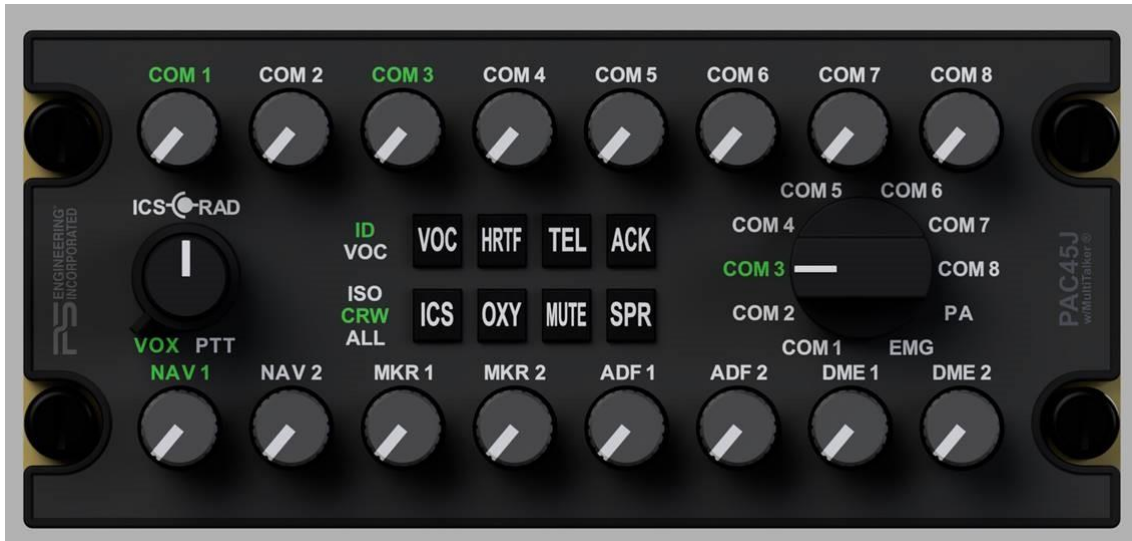 COM 1 COM 2 COM 3 COM 4 COM 5 COM 6 COM 7 COM 8
PS ENGINEERING®
INCORPORATED
ICS RAD
VOX PTT
ID
VOC
ISO
CRW
ALL
VOC HRTF TEL ACK
ICS OXY MUTE SPR
COM 5 COM 6
COM 4 COM 7
COM 3 COM 8
COM 2 PA
COM 1 EMG
PAC45J
w/MultiTalker®
NAV 1 NAV 2 MKR 1 MKR 2 ADF 1 ADF 2 DME 1 DME 2